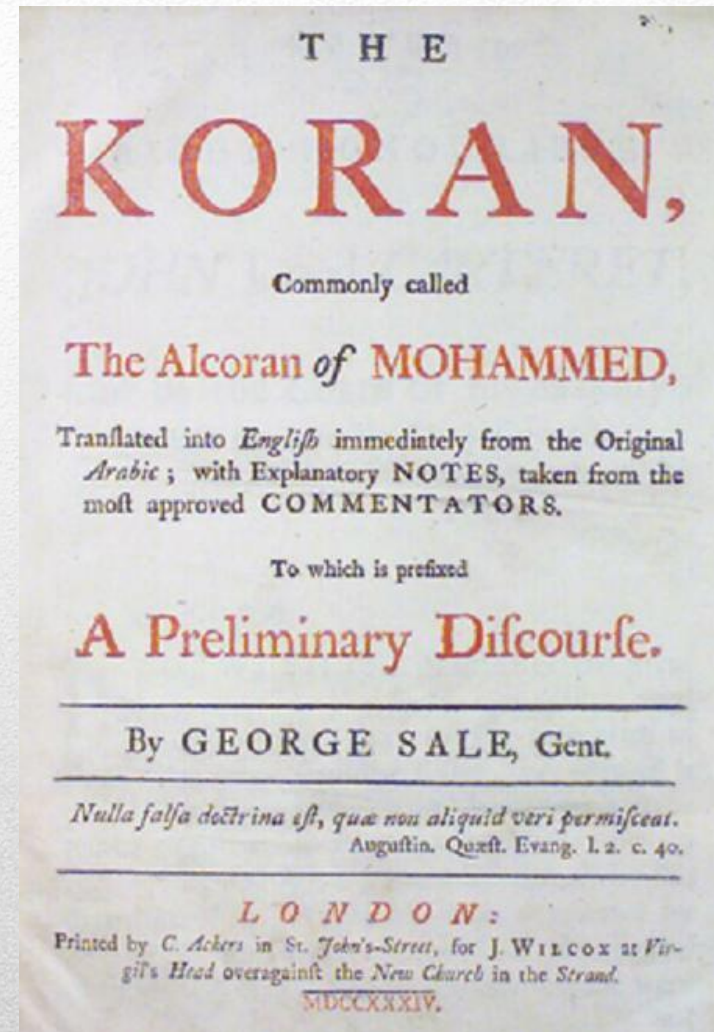 THE
KORAN,
Commonly called
The Alcoran of MOHAMMED,
Tranſlated into Engliſh immediately from the Original
Arabic ; with Explanatory NOTES, taken from the
moſt approved COMMENTATORS.
To which is prefixed
A Preliminary Diſcourſe.
By GEORGE SALE, Gent.
Nulla falſa doctrina eſt, quæ non aliquid veri permiſceat.
Auguſtin. Quæſt. Evang. l. 2. c. 40.
LONDON:
Printed by C. Ackers in St. John's-Street, for J. WILCOX at Vir-
gil's Head overagainſt the New Church in the Strand.
MDCCXXXIV.